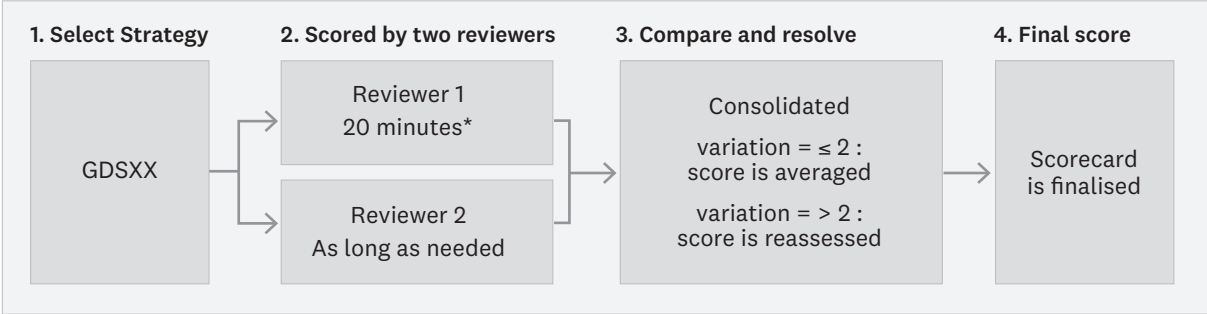 1. Select Strategy
GDSXX
2. Scored by two reviewers
Reviewer 1
20 minutes*
Reviewer 2
As long as needed
3. Compare and resolve
Consolidated
variation = ≤ 2 :
score is averaged
variation = > 2 :
score is reassessed
4. Final score
Scorecard
is finalised